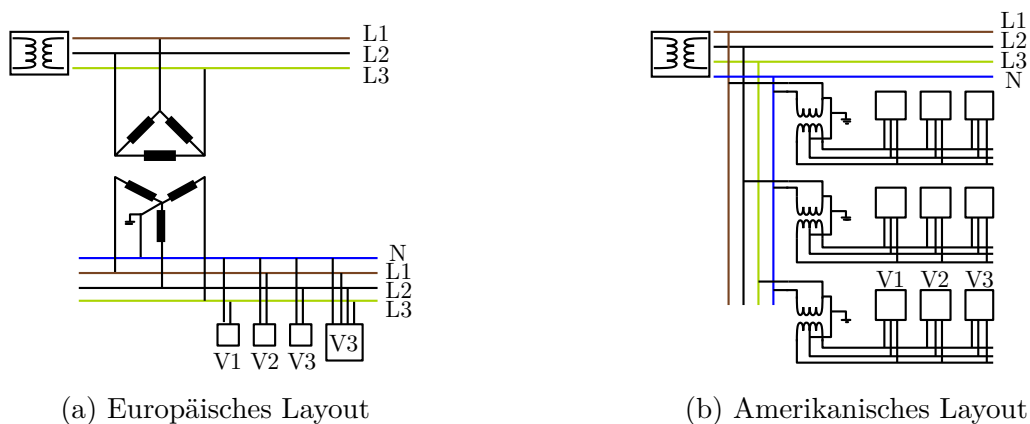 L1
L2
L3
N
L1
L2
L3
V1 V2 V3 V3
(a) Europäisches Layout
L1
L2
L3
N
V1 V2 V3
(b) Amerikanisches Layout